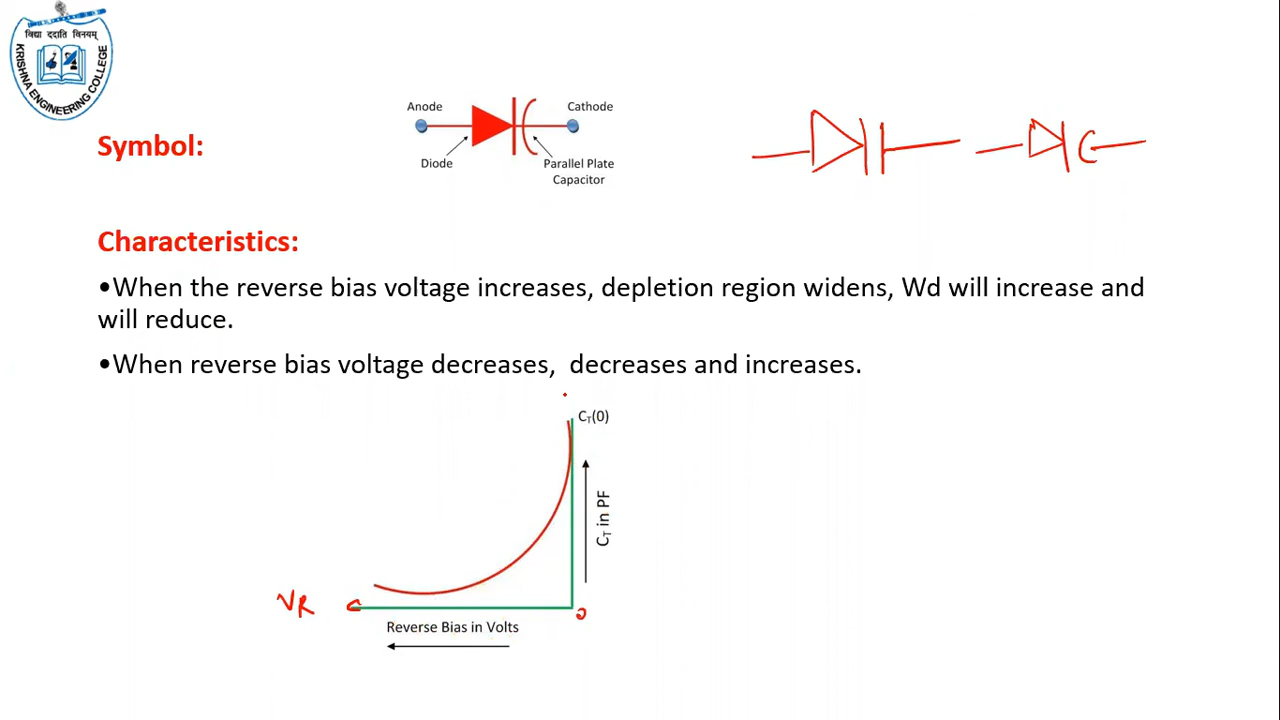 विद्या ददाति विनयम्
KRISHNA ENGINEERING COLLEGE
Anode
Cathode
Symbol:
Diode
Parallel Plate
Capacitor
Characteristics:
•When the reverse bias voltage increases, depletion region widens, Wd will increase and
will reduce.
•When reverse bias voltage decreases,  decreases and increases.
C_T(0)
C_T in PF
VR
0
Reverse Bias in Volts